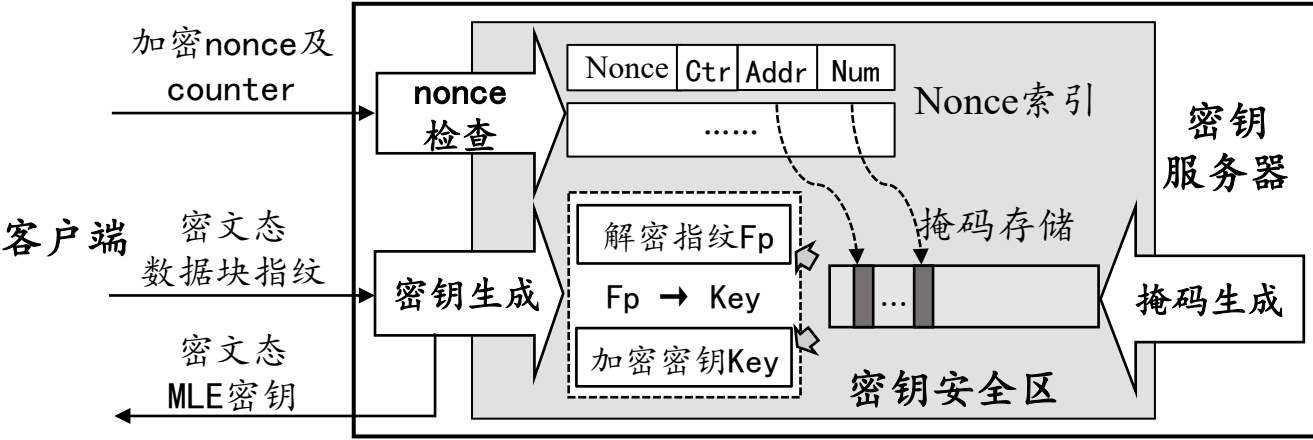 加密nonce及
counter
nonce
检查
Nonce Ctr Addr Num
……
Nonce索引
密钥
服务器
客户端
密文态
数据块指纹
密钥生成
解密指纹Fp
Fp → Key
加密密钥Key
掩码存储
...
掩码生成
密文态
MLE密钥
密钥安全区